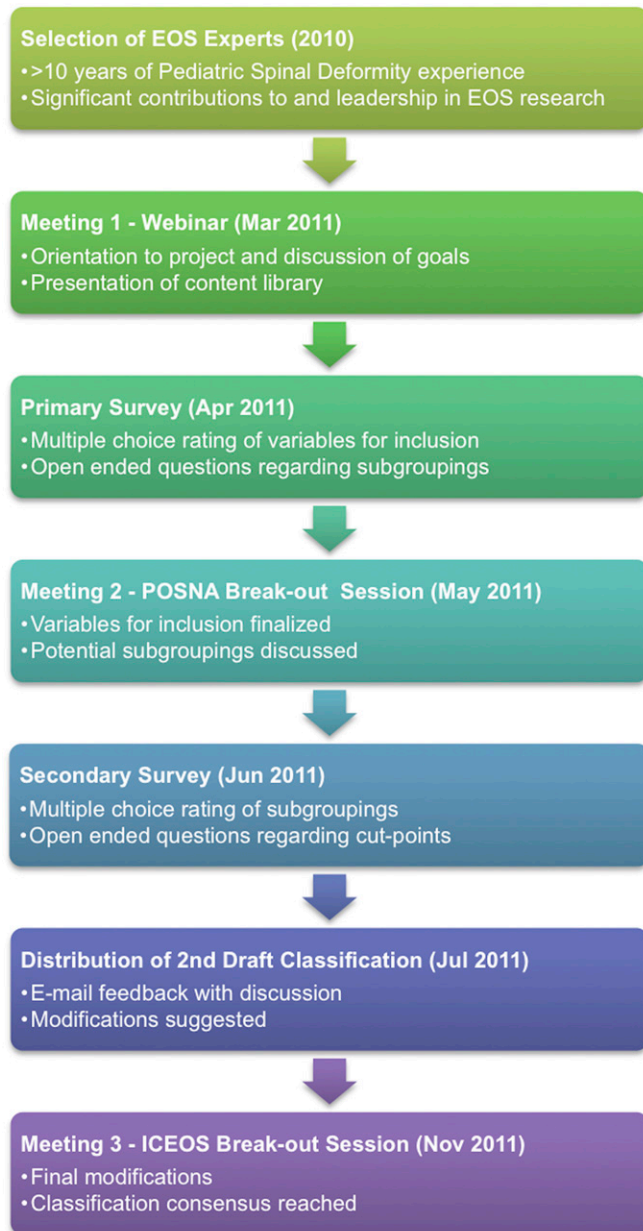 Selection of EOS Experts (2010)
•>10 years of Pediatric Spinal Deformity experience
•Significant contributions to and leadership in EOS research
Meeting 1 - Webinar (Mar 2011)
•Orientation to project and discussion of goals
•Presentation of content library
Primary Survey (Apr 2011)
•Multiple choice rating of variables for inclusion
•Open ended questions regarding subgroupings
Meeting 2 - POSNA Break-out Session (May 2011)
•Variables for inclusion finalized
•Potential subgroupings discussed
Secondary Survey (Jun 2011)
•Multiple choice rating of subgroupings
•Open ended questions regarding cut-points
Distribution of 2nd Draft Classification (Jul 2011)
•E-mail feedback with discussion
•Modifications suggested
Meeting 3 - ICEOS Break-out Session (Nov 2011)
•Final modifications
•Classification consensus reached